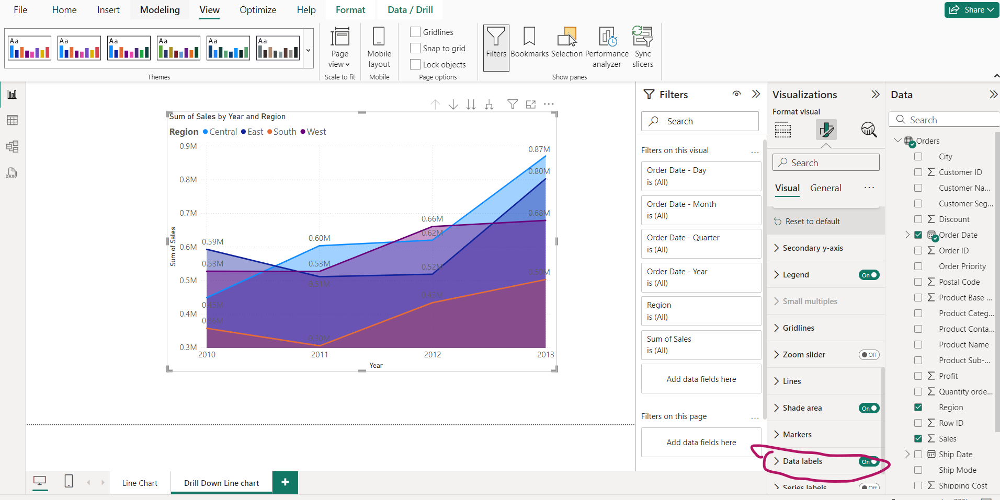 File Home Insert Modeling View Optimize Help Format Data / Drill Share
Aa Aa Aa Aa Aa Aa
Page view
Mobile layout
Gridlines
Snap to grid
Lock objects
Filters Bookmarks Selection Performance analyzer Sync slicers
Themes Scale to fit Mobile Page options Show panes
DAX
Sum of Sales by Year and Region
Region Central East South West
0.9M
0.8M
0.7M
0.6M
0.5M
0.4M
0.3M
Sum of Sales
0.87M
0.80M
0.66M
0.68M
0.62M
0.60M
0.59M
0.53M
0.53M
0.52M
0.50M
0.51M
0.43M
0.45M
0.36M
0.30M
2010 2011 2012 2013
Year
Line Chart Drill Down Line chart +
Filters
Search
Filters on this visual ...
Order Date - Day
is (All)
Order Date - Month
is (All)
Order Date - Quarter
is (All)
Order Date - Year
is (All)
Region
is (All)
Sum of Sales
is (All)
Add data fields here
Filters on this page ...
Add data fields here
Visualizations
Format visual
Search
Visual General ...
Reset to default
Secondary y-axis
Legend On
Small multiples
Gridlines
Zoom slider Off
Lines
Shade area On
Markers
Data labels On
Series labels Off
Data
Search
Orders
City
Customer ID
Customer Na...
Customer Seg...
Discount
Order Date
Order ID
Order Priority
Postal Code
Product Base ...
Product Categ...
Product Conta...
Product Name
Product Sub-...
Profit
Quantity orde...
Region
Row ID
Sales
Ship Date
Ship Mode
Shipping Cost